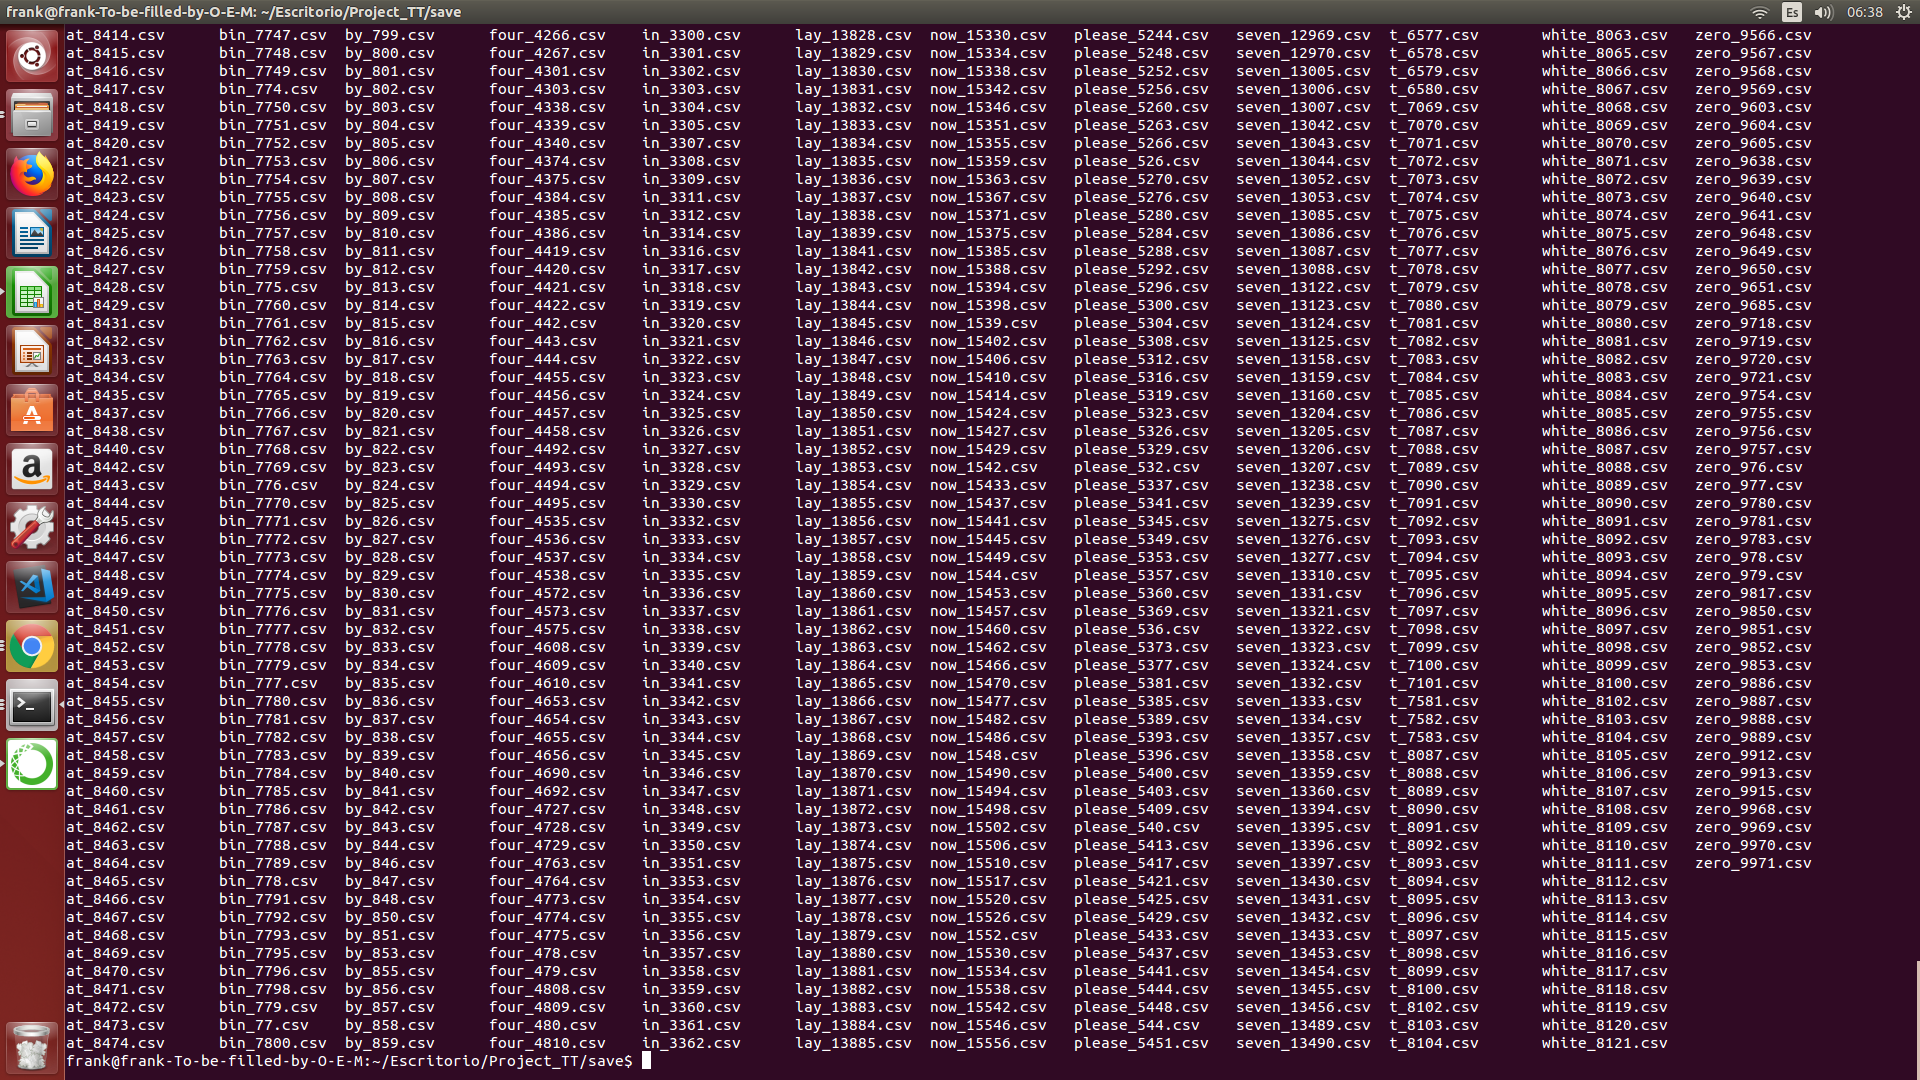 frank@frank-To-be-filled-by-O-E-M: ~/Escritorio/Project_TT/save Es 06:38
at_8414.csv bin_7747.csv by_799.csv four_4266.csv in_3300.csv lay_13828.csv now_15330.csv please_5244.csv seven_12969.csv t_6577.csv white_8063.csv zero_9566.csv
at_8415.csv bin_7748.csv by_800.csv four_4267.csv in_3301.csv lay_13829.csv now_15334.csv please_5248.csv seven_12970.csv t_6578.csv white_8065.csv zero_9567.csv
at_8416.csv bin_7749.csv by_801.csv four_4301.csv in_3302.csv lay_13830.csv now_15338.csv please_5252.csv seven_13005.csv t_6579.csv white_8066.csv zero_9568.csv
at_8417.csv bin_774.csv by_802.csv four_4303.csv in_3303.csv lay_13831.csv now_15342.csv please_5256.csv seven_13006.csv t_6580.csv white_8067.csv zero_9569.csv
at_8418.csv bin_7750.csv by_803.csv four_4338.csv in_3304.csv lay_13832.csv now_15346.csv please_5260.csv seven_13007.csv t_7069.csv white_8068.csv zero_9603.csv
at_8419.csv bin_7751.csv by_804.csv four_4339.csv in_3305.csv lay_13833.csv now_15351.csv please_5263.csv seven_13042.csv t_7070.csv white_8069.csv zero_9604.csv
at_8420.csv bin_7752.csv by_805.csv four_4340.csv in_3307.csv lay_13834.csv now_15355.csv please_5266.csv seven_13043.csv t_7071.csv white_8070.csv zero_9605.csv
at_8421.csv bin_7753.csv by_806.csv four_4374.csv in_3308.csv lay_13835.csv now_15359.csv please_526.csv seven_13044.csv t_7072.csv white_8071.csv zero_9638.csv
at_8422.csv bin_7754.csv by_807.csv four_4375.csv in_3309.csv lay_13836.csv now_15363.csv please_5270.csv seven_13052.csv t_7073.csv white_8072.csv zero_9639.csv
at_8423.csv bin_7755.csv by_808.csv four_4384.csv in_3311.csv lay_13837.csv now_15367.csv please_5276.csv seven_13053.csv t_7074.csv white_8073.csv zero_9640.csv
at_8424.csv bin_7756.csv by_809.csv four_4385.csv in_3312.csv lay_13838.csv now_15371.csv please_5280.csv seven_13085.csv t_7075.csv white_8074.csv zero_9641.csv
at_8425.csv bin_7757.csv by_810.csv four_4386.csv in_3314.csv lay_13839.csv now_15375.csv please_5284.csv seven_13086.csv t_7076.csv white_8075.csv zero_9648.csv
at_8426.csv bin_7758.csv by_811.csv four_4419.csv in_3316.csv lay_13841.csv now_15385.csv please_5288.csv seven_13087.csv t_7077.csv white_8076.csv zero_9649.csv
at_8427.csv bin_7759.csv by_812.csv four_4420.csv in_3317.csv lay_13842.csv now_15388.csv please_5292.csv seven_13088.csv t_7078.csv white_8077.csv zero_9650.csv
at_8428.csv bin_775.csv by_813.csv four_4421.csv in_3318.csv lay_13843.csv now_15394.csv please_5296.csv seven_13122.csv t_7079.csv white_8078.csv zero_9651.csv
at_8429.csv bin_7760.csv by_814.csv four_4422.csv in_3319.csv lay_13844.csv now_15398.csv please_5300.csv seven_13123.csv t_7080.csv white_8079.csv zero_9685.csv
at_8431.csv bin_7761.csv by_815.csv four_442.csv in_3320.csv lay_13845.csv now_1539.csv please_5304.csv seven_13124.csv t_7081.csv white_8080.csv zero_9718.csv
at_8432.csv bin_7762.csv by_816.csv four_443.csv in_3321.csv lay_13846.csv now_15402.csv please_5308.csv seven_13125.csv t_7082.csv white_8081.csv zero_9719.csv
at_8433.csv bin_7763.csv by_817.csv four_444.csv in_3322.csv lay_13847.csv now_15406.csv please_5312.csv seven_13158.csv t_7083.csv white_8082.csv zero_9720.csv
at_8434.csv bin_7764.csv by_818.csv four_4455.csv in_3323.csv lay_13848.csv now_15410.csv please_5316.csv seven_13159.csv t_7084.csv white_8083.csv zero_9721.csv
at_8435.csv bin_7765.csv by_819.csv four_4456.csv in_3324.csv lay_13849.csv now_15414.csv please_5319.csv seven_13160.csv t_7085.csv white_8084.csv zero_9754.csv
at_8437.csv bin_7766.csv by_820.csv four_4457.csv in_3325.csv lay_13850.csv now_15424.csv please_5323.csv seven_13204.csv t_7086.csv white_8085.csv zero_9755.csv
at_8438.csv bin_7767.csv by_821.csv four_4458.csv in_3326.csv lay_13851.csv now_15427.csv please_5326.csv seven_13205.csv t_7087.csv white_8086.csv zero_9756.csv
at_8440.csv bin_7768.csv by_822.csv four_4492.csv in_3327.csv lay_13852.csv now_15429.csv please_5329.csv seven_13206.csv t_7088.csv white_8087.csv zero_9757.csv
at_8442.csv bin_7769.csv by_823.csv four_4493.csv in_3328.csv lay_13853.csv now_1542.csv please_532.csv seven_13207.csv t_7089.csv white_8088.csv zero_976.csv
at_8443.csv bin_776.csv by_824.csv four_4494.csv in_3329.csv lay_13854.csv now_15433.csv please_5337.csv seven_13238.csv t_7090.csv white_8089.csv zero_977.csv
at_8444.csv bin_7770.csv by_825.csv four_4495.csv in_3330.csv lay_13855.csv now_15437.csv please_5341.csv seven_13239.csv t_7091.csv white_8090.csv zero_9780.csv
at_8445.csv bin_7771.csv by_826.csv four_4535.csv in_3332.csv lay_13856.csv now_15441.csv please_5345.csv seven_13275.csv t_7092.csv white_8091.csv zero_9781.csv
at_8446.csv bin_7772.csv by_827.csv four_4536.csv in_3333.csv lay_13857.csv now_15445.csv please_5349.csv seven_13276.csv t_7093.csv white_8092.csv zero_9783.csv
at_8447.csv bin_7773.csv by_828.csv four_4537.csv in_3334.csv lay_13858.csv now_15449.csv please_5353.csv seven_13277.csv t_7094.csv white_8093.csv zero_978.csv
at_8448.csv bin_7774.csv by_829.csv four_4538.csv in_3335.csv lay_13859.csv now_1544.csv please_5357.csv seven_13310.csv t_7095.csv white_8094.csv zero_979.csv
at_8449.csv bin_7775.csv by_830.csv four_4572.csv in_3336.csv lay_13860.csv now_15453.csv please_5360.csv seven_1331.csv t_7096.csv white_8095.csv zero_9817.csv
at_8450.csv bin_7776.csv by_831.csv four_4573.csv in_3337.csv lay_13861.csv now_15457.csv please_5369.csv seven_13321.csv t_7097.csv white_8096.csv zero_9850.csv
at_8451.csv bin_7777.csv by_832.csv four_4575.csv in_3338.csv lay_13862.csv now_15460.csv please_536.csv seven_13322.csv t_7098.csv white_8097.csv zero_9851.csv
at_8452.csv bin_7778.csv by_833.csv four_4608.csv in_3339.csv lay_13863.csv now_15462.csv please_5373.csv seven_13323.csv t_7099.csv white_8098.csv zero_9852.csv
at_8453.csv bin_7779.csv by_834.csv four_4609.csv in_3340.csv lay_13864.csv now_15466.csv please_5377.csv seven_13324.csv t_7100.csv white_8099.csv zero_9853.csv
at_8454.csv bin_777.csv by_835.csv four_4610.csv in_3341.csv lay_13865.csv now_15470.csv please_5381.csv seven_1332.csv t_7101.csv white_8100.csv zero_9886.csv
at_8455.csv bin_7780.csv by_836.csv four_4653.csv in_3342.csv lay_13866.csv now_15477.csv please_5385.csv seven_1333.csv t_7581.csv white_8102.csv zero_9887.csv
at_8456.csv bin_7781.csv by_837.csv four_4654.csv in_3343.csv lay_13867.csv now_15482.csv please_5389.csv seven_1334.csv t_7582.csv white_8103.csv zero_9888.csv
at_8457.csv bin_7782.csv by_838.csv four_4655.csv in_3344.csv lay_13868.csv now_15486.csv please_5393.csv seven_13357.csv t_7583.csv white_8104.csv zero_9889.csv
at_8458.csv bin_7783.csv by_839.csv four_4656.csv in_3345.csv lay_13869.csv now_1548.csv please_5396.csv seven_13358.csv t_8087.csv white_8105.csv zero_9912.csv
at_8459.csv bin_7784.csv by_840.csv four_4690.csv in_3346.csv lay_13870.csv now_15490.csv please_5400.csv seven_13359.csv t_8088.csv white_8106.csv zero_9913.csv
at_8460.csv bin_7785.csv by_841.csv four_4692.csv in_3347.csv lay_13871.csv now_15494.csv please_5403.csv seven_13360.csv t_8089.csv white_8107.csv zero_9915.csv
at_8461.csv bin_7786.csv by_842.csv four_4727.csv in_3348.csv lay_13872.csv now_15498.csv please_5409.csv seven_13394.csv t_8090.csv white_8108.csv zero_9968.csv
at_8462.csv bin_7787.csv by_843.csv four_4728.csv in_3349.csv lay_13873.csv now_15502.csv please_540.csv seven_13395.csv t_8091.csv white_8109.csv zero_9969.csv
at_8463.csv bin_7788.csv by_844.csv four_4729.csv in_3350.csv lay_13874.csv now_15506.csv please_5413.csv seven_13396.csv t_8092.csv white_8110.csv zero_9970.csv
at_8464.csv bin_7789.csv by_846.csv four_4763.csv in_3351.csv lay_13875.csv now_15510.csv please_5417.csv seven_13397.csv t_8093.csv white_8111.csv zero_9971.csv
at_8465.csv bin_778.csv by_847.csv four_4764.csv in_3353.csv lay_13876.csv now_15517.csv please_5421.csv seven_13430.csv t_8094.csv white_8112.csv
at_8466.csv bin_7791.csv by_848.csv four_4773.csv in_3354.csv lay_13877.csv now_15520.csv please_5425.csv seven_13431.csv t_8095.csv white_8113.csv
at_8467.csv bin_7792.csv by_850.csv four_4774.csv in_3355.csv lay_13878.csv now_15526.csv please_5429.csv seven_13432.csv t_8096.csv white_8114.csv
at_8468.csv bin_7793.csv by_851.csv four_4775.csv in_3356.csv lay_13879.csv now_1552.csv please_5433.csv seven_13433.csv t_8097.csv white_8115.csv
at_8469.csv bin_7795.csv by_853.csv four_478.csv in_3357.csv lay_13880.csv now_15530.csv please_5437.csv seven_13453.csv t_8098.csv white_8116.csv
at_8470.csv bin_7796.csv by_855.csv four_479.csv in_3358.csv lay_13881.csv now_15534.csv please_5441.csv seven_13454.csv t_8099.csv white_8117.csv
at_8471.csv bin_7798.csv by_856.csv four_4808.csv in_3359.csv lay_13882.csv now_15538.csv please_5444.csv seven_13455.csv t_8100.csv white_8118.csv
at_8472.csv bin_779.csv by_857.csv four_4809.csv in_3360.csv lay_13883.csv now_15542.csv please_5448.csv seven_13456.csv t_8102.csv white_8119.csv
at_8473.csv bin_77.csv by_858.csv four_480.csv in_3361.csv lay_13884.csv now_15546.csv please_544.csv seven_13489.csv t_8103.csv white_8120.csv
at_8474.csv bin_7800.csv by_859.csv four_4810.csv in_3362.csv lay_13885.csv now_15556.csv please_5451.csv seven_13490.csv t_8104.csv white_8121.csv
frank@frank-To-be-filled-by-O-E-M:~/Escritorio/Project_TT/save$